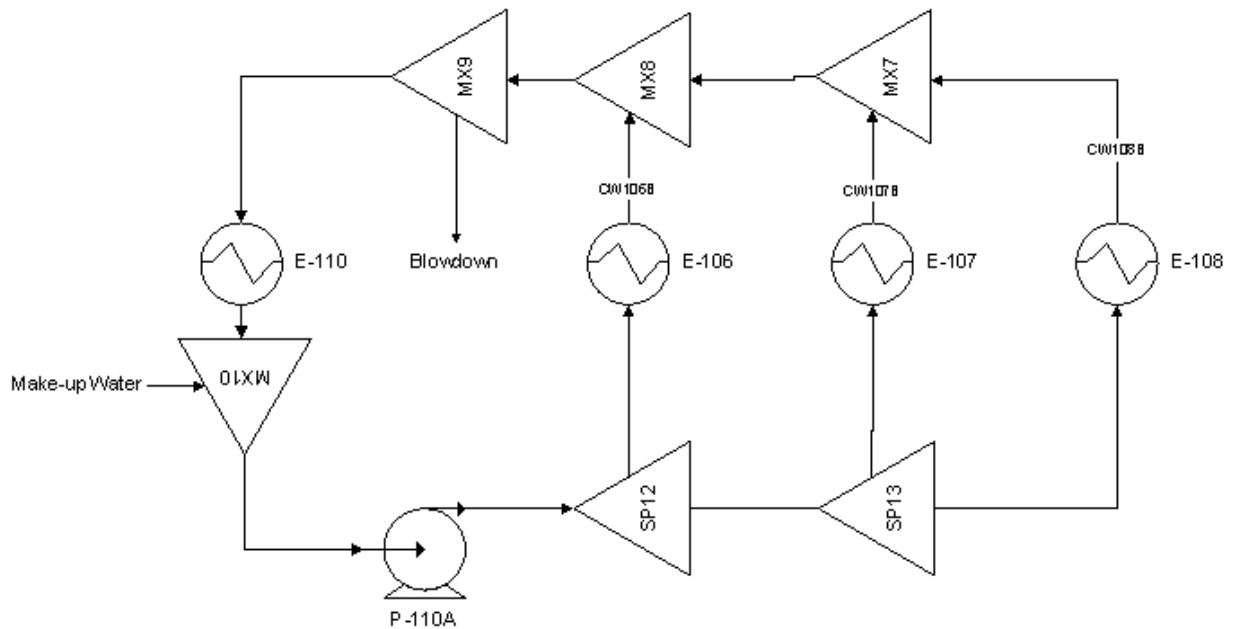 MX9
MX8
MX7
CW106B
CW107B
CW108B
E-110
Blowdown
E-106
E-107
E-108
Make-up Water
MX10
SP12
SP13
P-110A